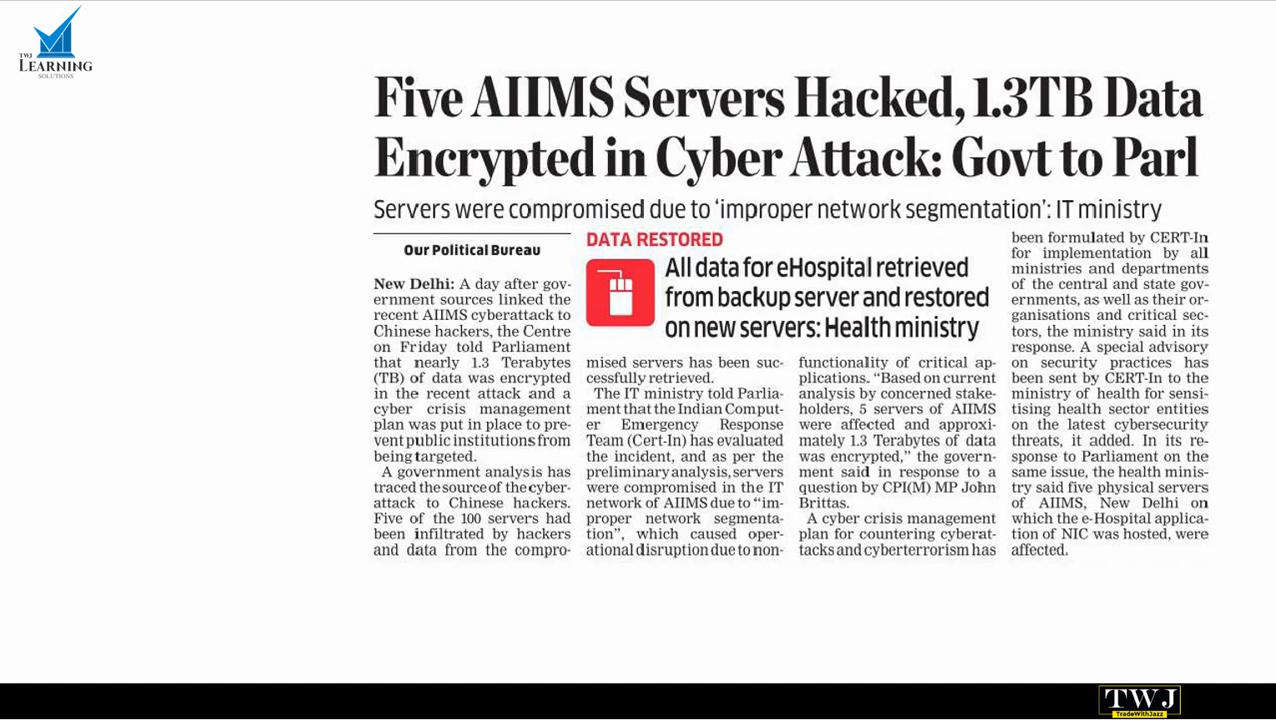 TWJ
LEARNING
SOLUTIONS
Five AIIMS Servers Hacked, 1.3TB Data
Encrypted in Cyber Attack: Govt to Parl
Servers were compromised due to ‘improper network segmentation’: IT ministry
Our Political Bureau
New Delhi: A day after gov-
ernment sources linked the
recent AIIMS cyberattack to
Chinese hackers, the Centre
on Friday told Parliament
that nearly 1.3 Terabytes
(TB) of data was encrypted
in the recent attack and a
cyber crisis management
plan was put in place to pre-
vent public institutions from
being targeted.
A government analysis has
traced the source of the cyber-
attack to Chinese hackers.
Five of the 100 servers had
been infiltrated by hackers
and data from the compro-
DATA RESTORED
All data for eHospital retrieved
from backup server and restored
on new servers: Health ministry
mised servers has been suc-
cessfully retrieved.
The IT ministry told Parlia-
ment that the Indian Comput-
er Emergency Response
Team (Cert-In) has evaluated
the incident, and as per the
preliminary analysis, servers
were compromised in the IT
network of AIIMS due to “im-
proper network segmenta-
tion”, which caused oper-
ational disruption due to non-
functionality of critical ap-
plications. “Based on current
analysis by concerned stake-
holders, 5 servers of AIIMS
were affected and approxi-
mately 1.3 Terabytes of data
was encrypted,” the govern-
ment said in response to a
question by CPI(M) MP John
Brittas.
A cyber crisis management
plan for countering cyberat-
tacks and cyberterrorism has
been formulated by CERT-In
for implementation by all
ministries and departments
of the central and state gov-
ernments, as well as their or-
ganisations and critical sec-
tors, the ministry said in its
response. A special advisory
on security practices has
been sent by CERT-In to the
ministry of health for sensi-
tising health sector entities
on the latest cybersecurity
threats, it added. In its re-
sponse to Parliament on the
same issue, the health minis-
try said five physical servers
of AIIMS, New Delhi on
which the e-Hospital applica-
tion of NIC was hosted, were
affected.
TWJ
TradeWithJazz